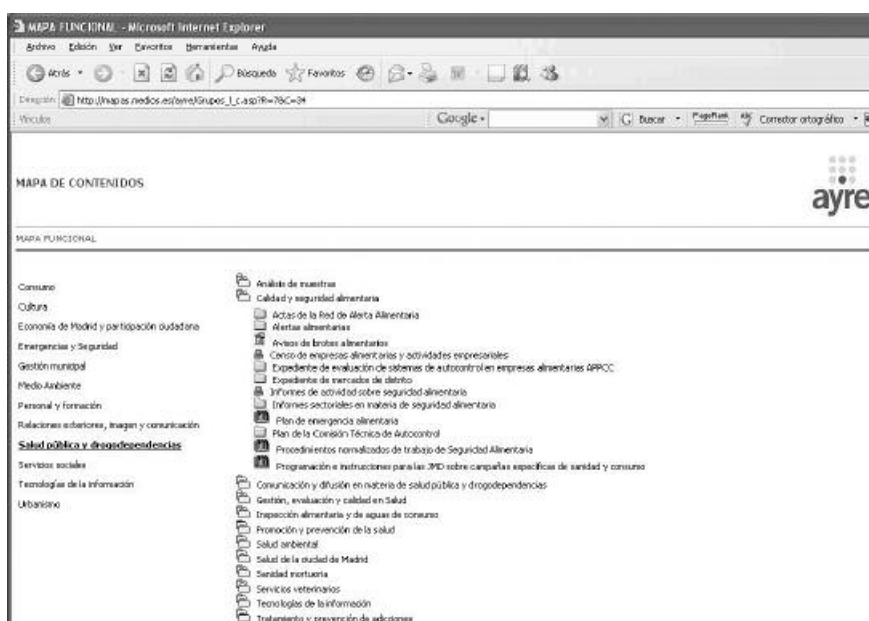 MAPA FUNCIONAL - Microsoft Internet Explorer
Archivo Edición Ver Favoritos Herramientas Ayuda
Atrás Búsqueda Favoritos
Dirección
Vínculos Google Buscar PageRank Corrector ortográfico
MAPA DE CONTENIDOS
ayre
MAPA FUNCIONAL
Consumo
Cultura
Economía de Madrid y participación ciudadana
Emergencias y Seguridad
Gestión municipal
Medio Ambiente
Personal y formación
Relaciones exteriores, imagen y comunicación
Salud pública y drogodependencias
Servicios sociales
Tecnologías de la información
Urbanismo
Análisis de muestras
Calidad y seguridad alimentaria
Actas de la Red de Alerta Alimentaria
Alertas alimentarias
Avisos de brotes alimentarios
Censo de empresas alimentarias y actividades empresariales
Expediente de evaluación de sistemas de autocontrol en empresas alimentarias APPCC
Expediente de mercados de distrito
Informes de actividad sobre seguridad alimentaria
Informes sectoriales en materia de seguridad alimentaria
Plan de emergencia alimentaria
Plan de la Comisión Técnica de Autocontrol
Procedimientos normalizados de trabajo de Seguridad Alimentaria
Programación e instrucciones para las JMD sobre campañas específicas de sanidad y consumo
Comunicación y difusión en materia de salud pública y drogodependencias
Gestión, evaluación y calidad en Salud
Inspección alimentaria y de aguas de consumo
Promoción y prevención de la salud
Salud ambiental
Salud de la ciudad de Madrid
Sanidad mortuoria
Servicios veterinarios
Tecnologías de la información
Tratamiento y prevención de adicciones